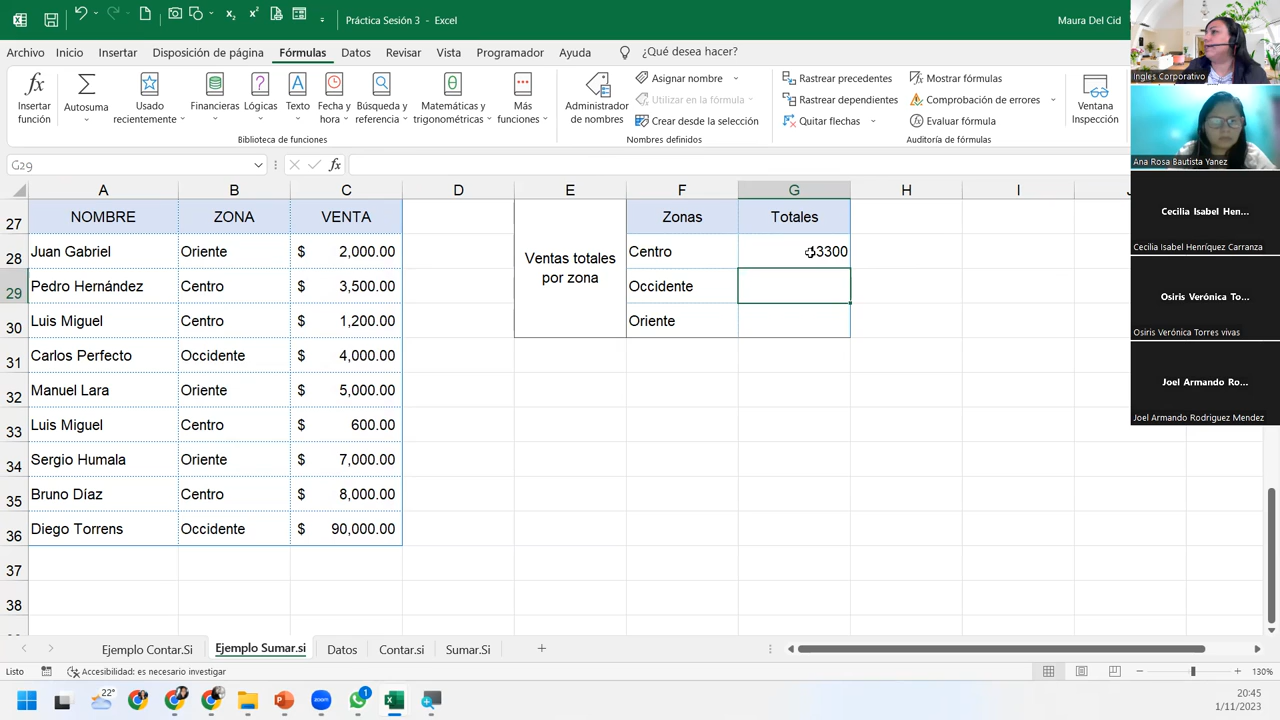 Práctica Sesión 3 - Excel
Maura Del Cid
Archivo Inicio Insertar Disposición de página Fórmulas Datos Revisar Vista Programador Ayuda ¿Qué desea hacer?
Insertar función
Autosuma
Usado recientemente
Financieras
Lógicas
Texto
Fecha y hora
Búsqueda y referencia
Matemáticas y trigonométricas
Más funciones
Biblioteca de funciones
Administrador de nombres
Asignar nombre
Utilizar en la fórmula
Crear desde la selección
Nombres definidos
Rastrear precedentes
Rastrear dependientes
Quitar flechas
Mostrar fórmulas
Comprobación de errores
Evaluar fórmula
Auditoría de fórmulas
Ventana Inspección
G29
fx
A B C D E F G H I
27 NOMBRE ZONA VENTA Zonas Totales
28 Juan Gabriel Oriente $ 2,000.00 Centro 13300
29 Pedro Hernández Centro $ 3,500.00 Occidente
30 Luis Miguel Centro $ 1,200.00 Oriente
Ventas totales
por zona
31 Carlos Perfecto Occidente $ 4,000.00
32 Manuel Lara Oriente $ 5,000.00
33 Luis Miguel Centro $ 600.00
34 Sergio Humala Oriente $ 7,000.00
35 Bruno Díaz Centro $ 8,000.00
36 Diego Torrens Occidente $ 90,000.00
37
38
Ejemplo Contar.Si Ejemplo Sumar.si Datos Contar.si Sumar.Si
Listo Accesibilidad: es necesario investigar 130%
22°
zoom
1
20:45
1/11/2023
Ingles Corporativo
Ana Rosa Bautista Yanez
Cecilia Isabel Hen...
Cecilia Isabel Henríquez Carranza
Osiris Verónica To...
Osiris Verónica Torres vivas
Joel Armando Ro...
Joel Armando Rodriguez Mendez